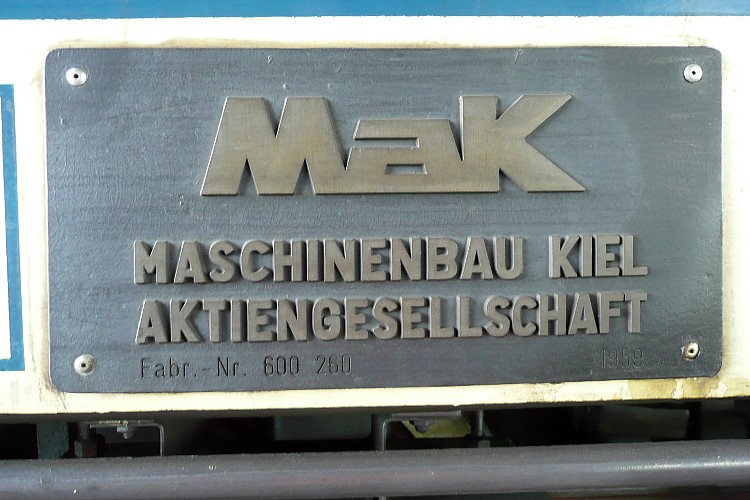 MaK
MASCHINENBAU KIEL
AKTIENGESELLSCHAFT
Fabr.-Nr. 600 260 1959